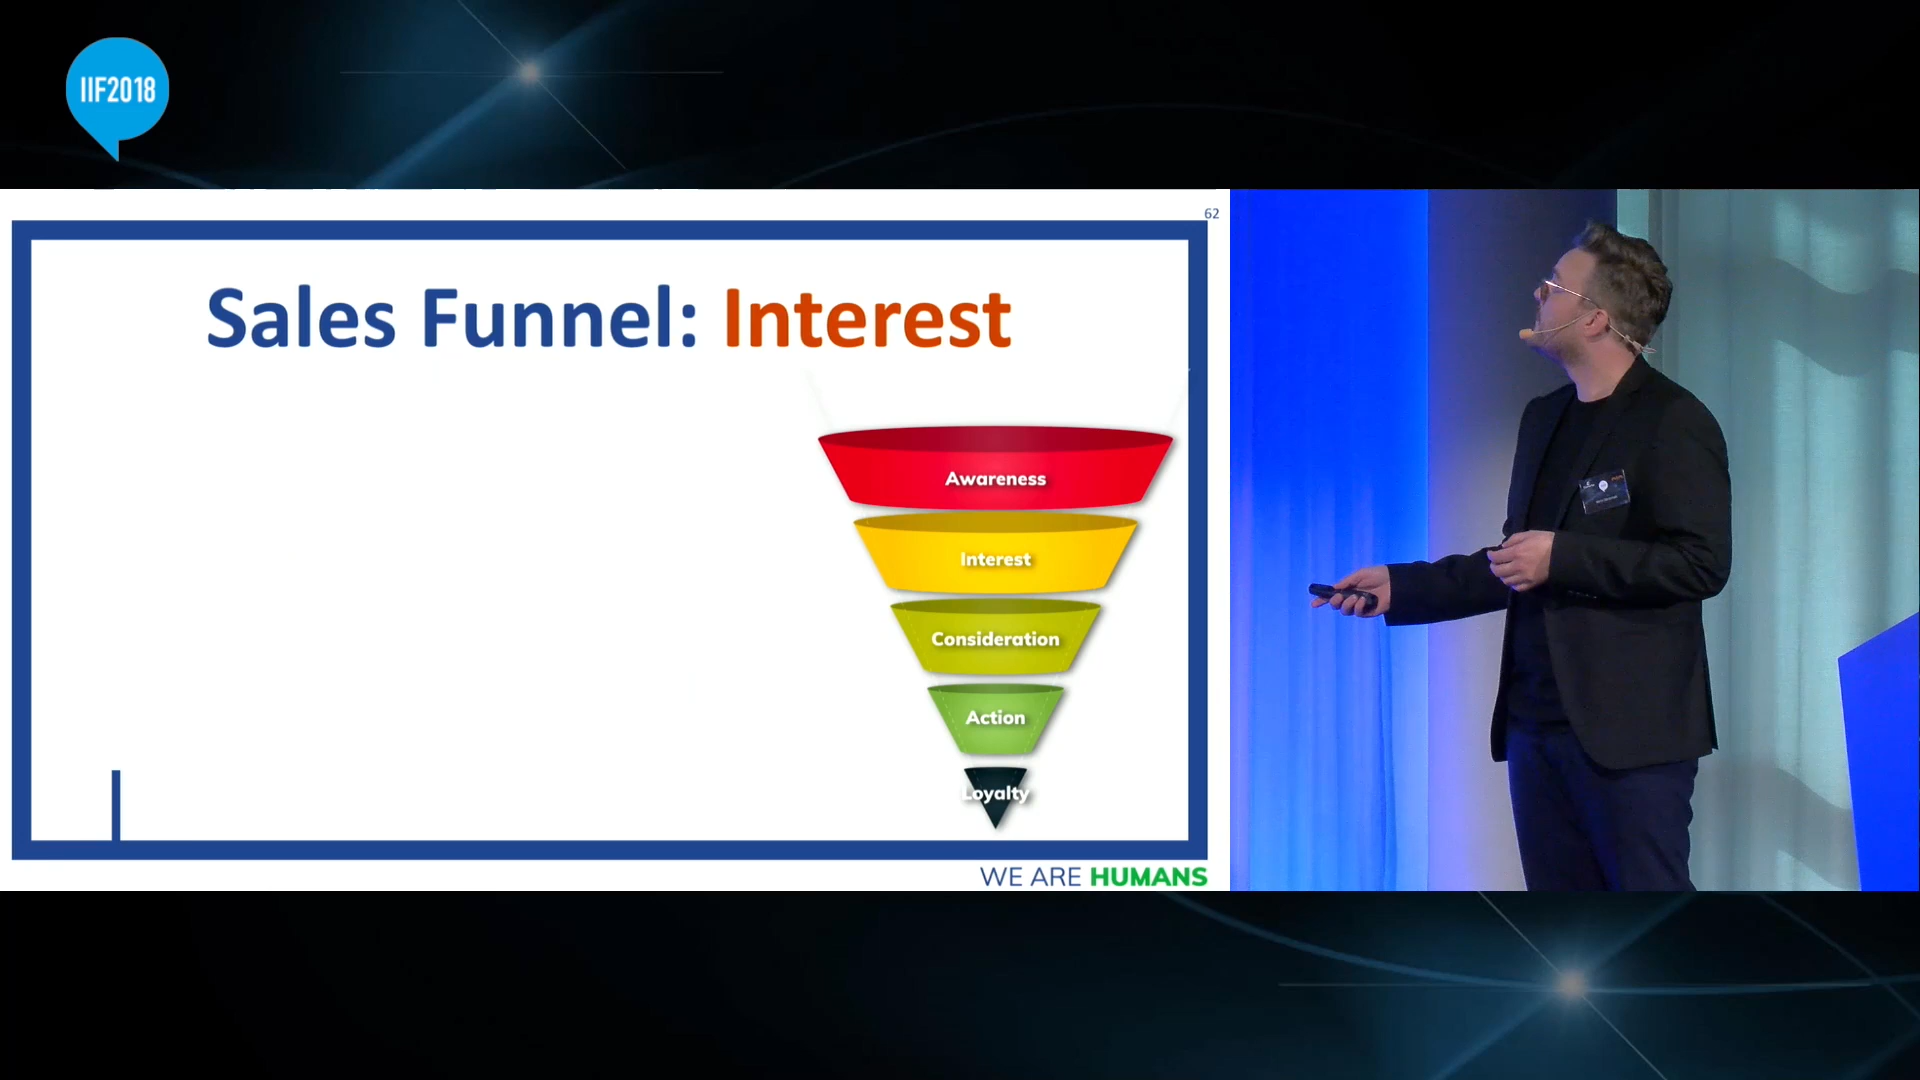 IIF2018
62
Sales Funnel: Interest
Awareness
Interest
Consideration
Action
Loyalty
WE ARE HUMANS